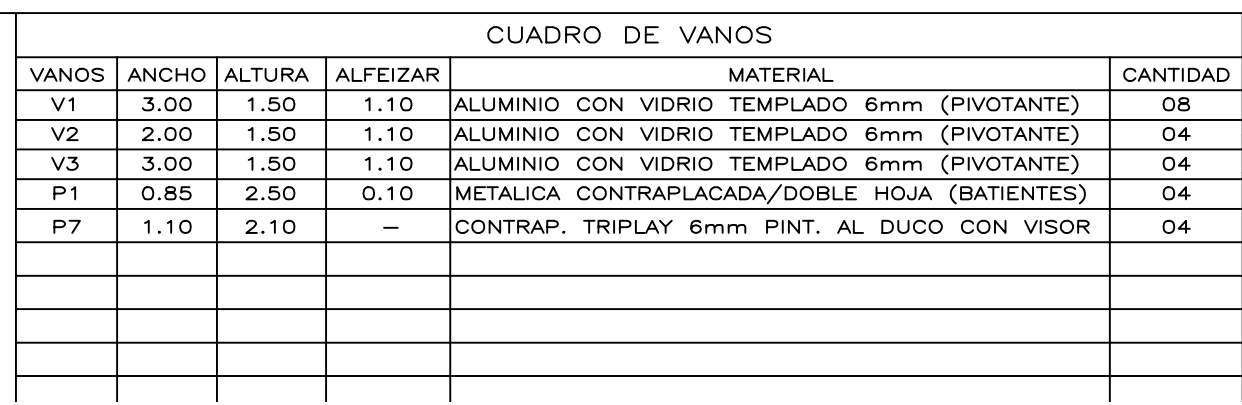 CUADRO DE VANOS
VANOS ANCHO ALTURA ALFEIZAR MATERIAL CANTIDAD
V1 3.00 1.50 1.10 ALUMINIO CON VIDRIO TEMPLADO 6mm (PIVOTANTE) 08
V2 2.00 1.50 1.10 ALUMINIO CON VIDRIO TEMPLADO 6mm (PIVOTANTE) 04
V3 3.00 1.50 1.10 ALUMINIO CON VIDRIO TEMPLADO 6mm (PIVOTANTE) 04
P1 0.85 2.50 0.10 METALICA CONTRAPLACADA/DOBLE HOJA (BATIENTES) 04
P7 1.10 2.10 – CONTRAP. TRIPLAY 6mm PINT. AL DUCO CON VISOR 04